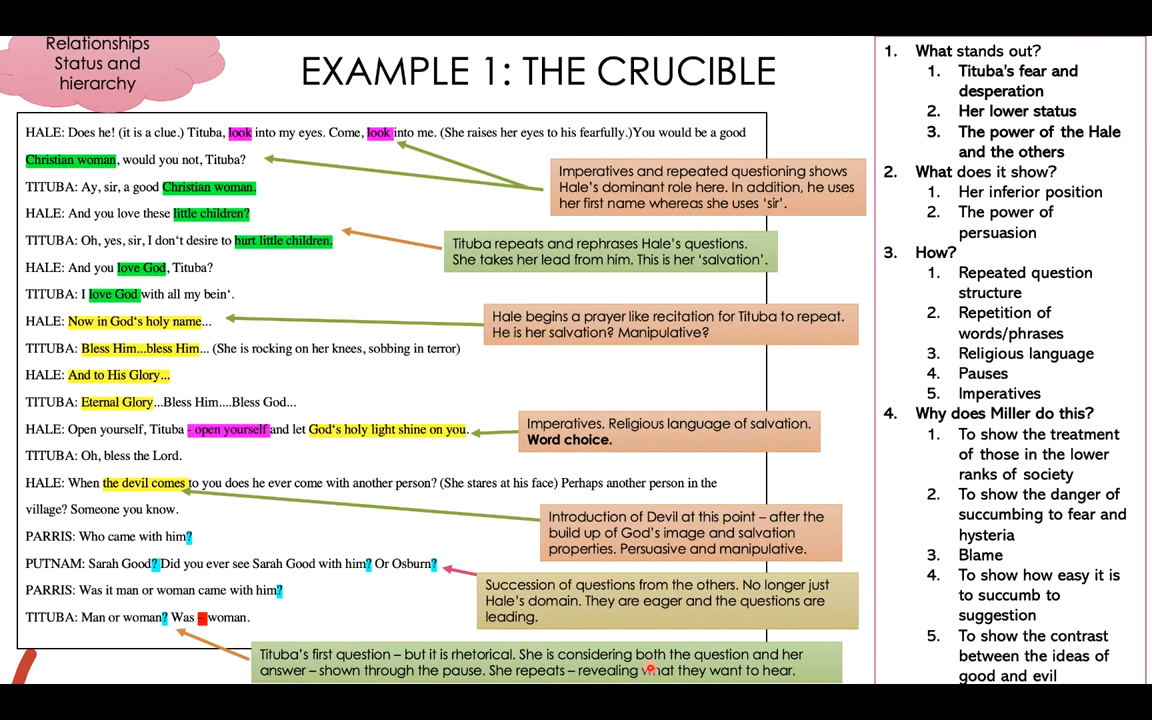 Relationships
Status and
hierarchy
EXAMPLE 1: THE CRUCIBLE
HALE: Does he! (it is a clue.) Tituba, look into my eyes. Come, look into me. (She raises her eyes to his fearfully.)You would be a good
Christian woman, would you not, Tituba?
TITUBA: Ay, sir, a good Christian woman.
HALE: And you love these little children?
TITUBA: Oh, yes, sir, I don't desire to hurt little children.
HALE: And you love God, Tituba?
TITUBA: I love God with all my bein'.
HALE: Now in God's holy name...
TITUBA: Bless Him...bless Him... (She is rocking on her knees, sobbing in terror)
HALE: And to His Glory...
TITUBA: Eternal Glory...Bless Him....Bless God...
HALE: Open yourself, Tituba - open yourself and let God's holy light shine on you.
TITUBA: Oh, bless the Lord.
HALE: When the devil comes to you does he ever come with another person? (She stares at his face) Perhaps another person in the
village? Someone you know.
PARRIS: Who came with him?
PUTNAM: Sarah Good? Did you ever see Sarah Good with him? Or Osburn?
PARRIS: Was it man or woman came with him?
TITUBA: Man or woman? Was – woman.
Imperatives and repeated questioning shows
Hale's dominant role here. In addition, he uses
her first name whereas she uses 'sir'.
Tituba repeats and rephrases Hale's questions.
She takes her lead from him. This is her 'salvation'.
Hale begins a prayer like recitation for Tituba to repeat.
He is her salvation? Manipulative?
Imperatives. Religious language of salvation.
Word choice.
Introduction of Devil at this point – after the
build up of God's image and salvation
properties. Persuasive and manipulative.
Succession of questions from the others. No longer just
Hale's domain. They are eager and the questions are
leading.
Tituba's first question – but it is rhetorical. She is considering both the question and her
answer – shown through the pause. She repeats – revealing what they want to hear.
1. What stands out?
1. Tituba's fear and
desperation
2. Her lower status
3. The power of the Hale
and the others
2. What does it show?
1. Her inferior position
2. The power of
persuasion
3. How?
1. Repeated question
structure
2. Repetition of
words/phrases
3. Religious language
4. Pauses
5. Imperatives
4. Why does Miller do this?
1. To show the treatment
of those in the lower
ranks of society
2. To show the danger of
succumbing to fear and
hysteria
3. Blame
4. To show how easy it is
to succumb to
suggestion
5. To show the contrast
between the ideas of
good and evil